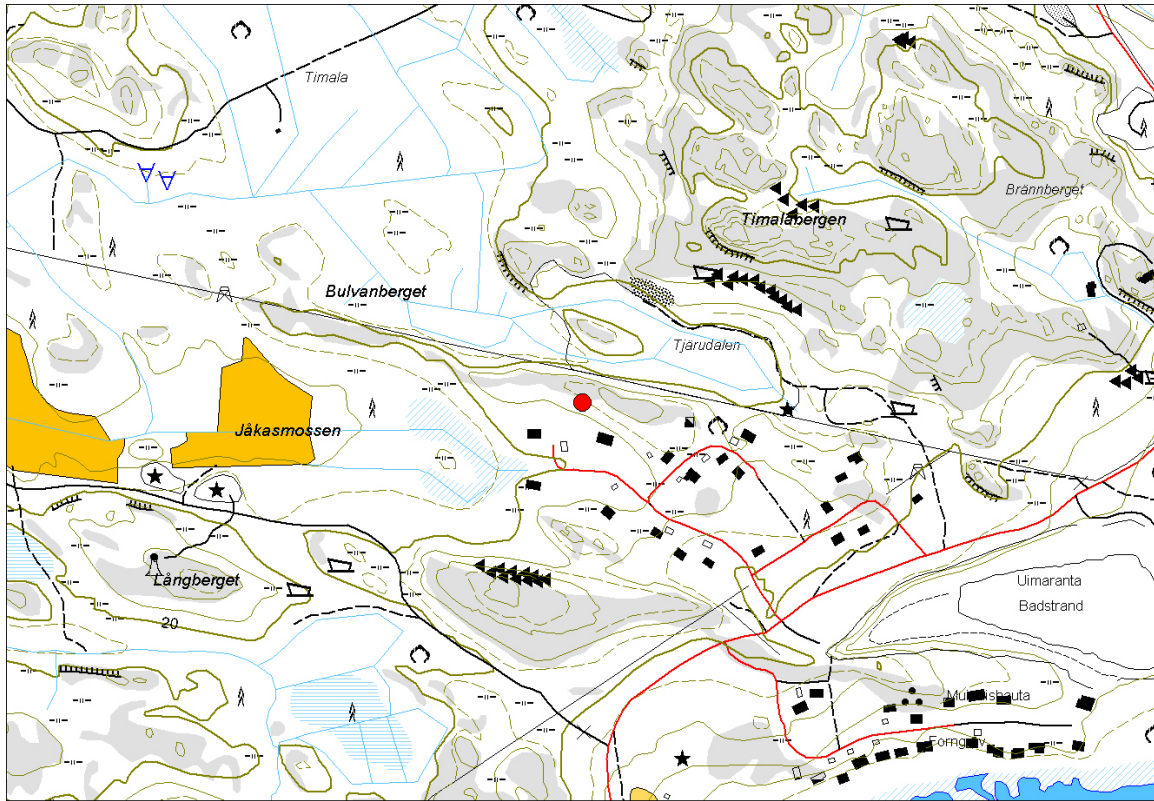 Timala
Brännberget
Timalabergen
Bulvanberget
Tjärudalen
Jåkasmossen
Långberget
20
Uimaranta
Badstrand